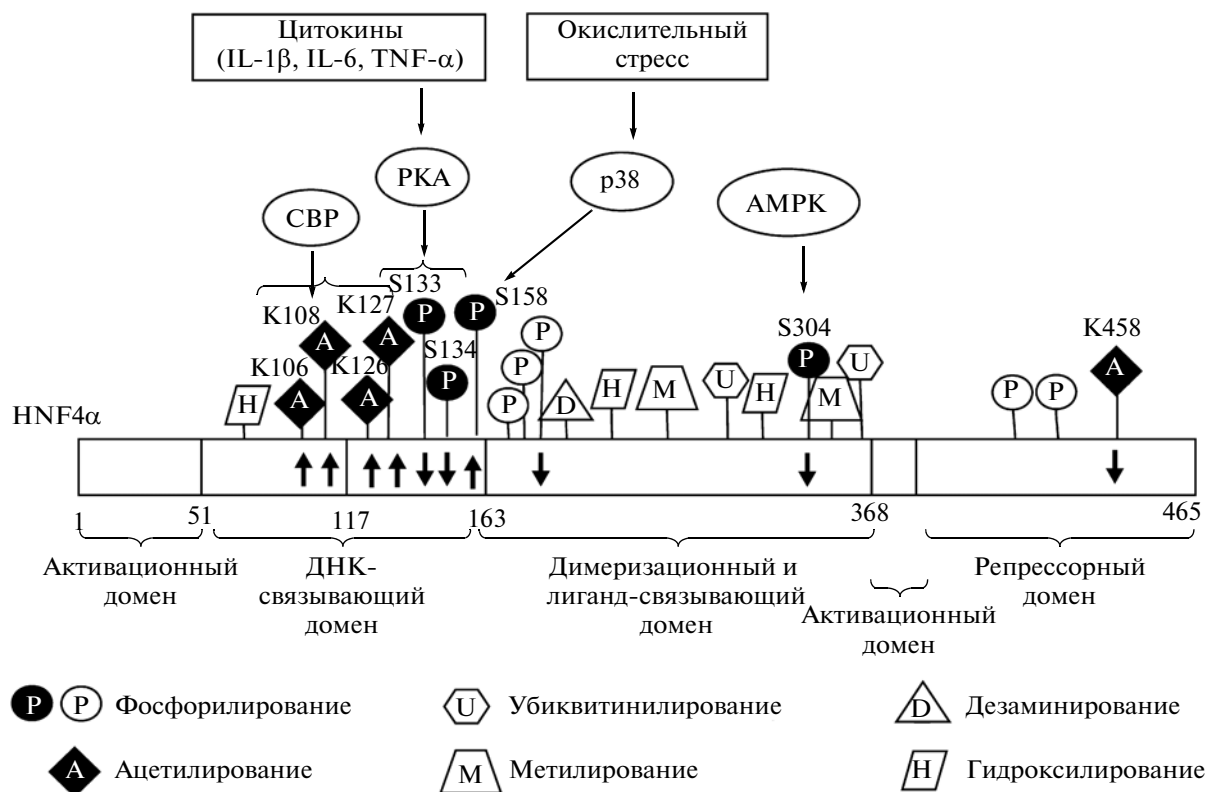 Цитокины
(IL-1β, IL-6, TNF-α)
Окислительный
стресс
PKA
p38
CBP
AMPK
S133
S158
K127
K108
S304
K458
P
P
A
A
S134
P
P
U
A
K106
K126
P
P
U
H
A
A
P
D
H
M
H
M
P
P
HNF4α
1
51
117
163
368
465
Активационный
домен
ДНК-
связывающий
домен
Димеризационный и
лиганд-связывающий
домен
Активационный
домен
Репрессорный
домен
P P Фосфорилирование
U Убиквитинилирование
D Дезаминирование
A Ацетилирование
M Метилирование
H Гидроксилирование